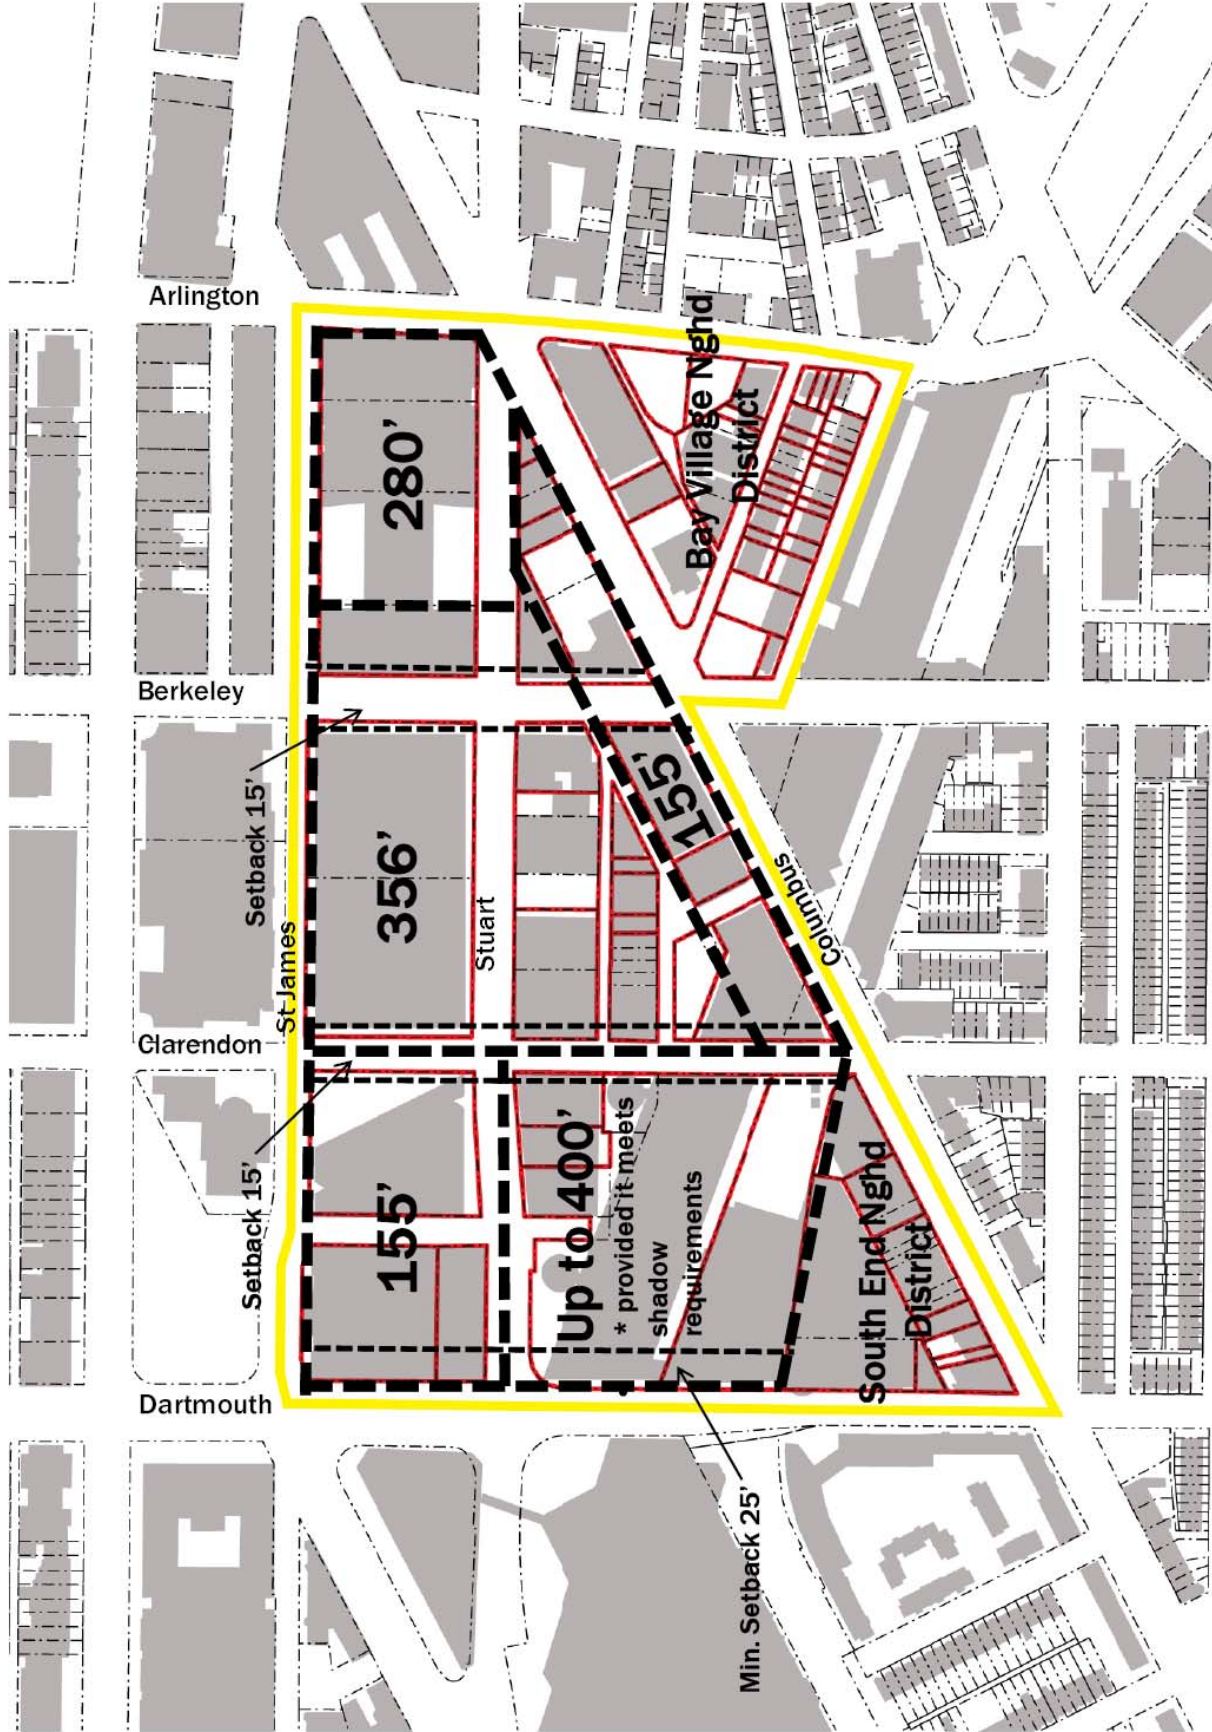 Arlington
280'
Bay Village Nghd
District
Berkeley
Setback 15'
St James
356'
Stuart
155'
Columbus
Clarendon
Setback 15'
155'
Up to 400'
* provided it meets
shadow
requirements
South End Nghd
District
Dartmouth
Min. Setback 25'